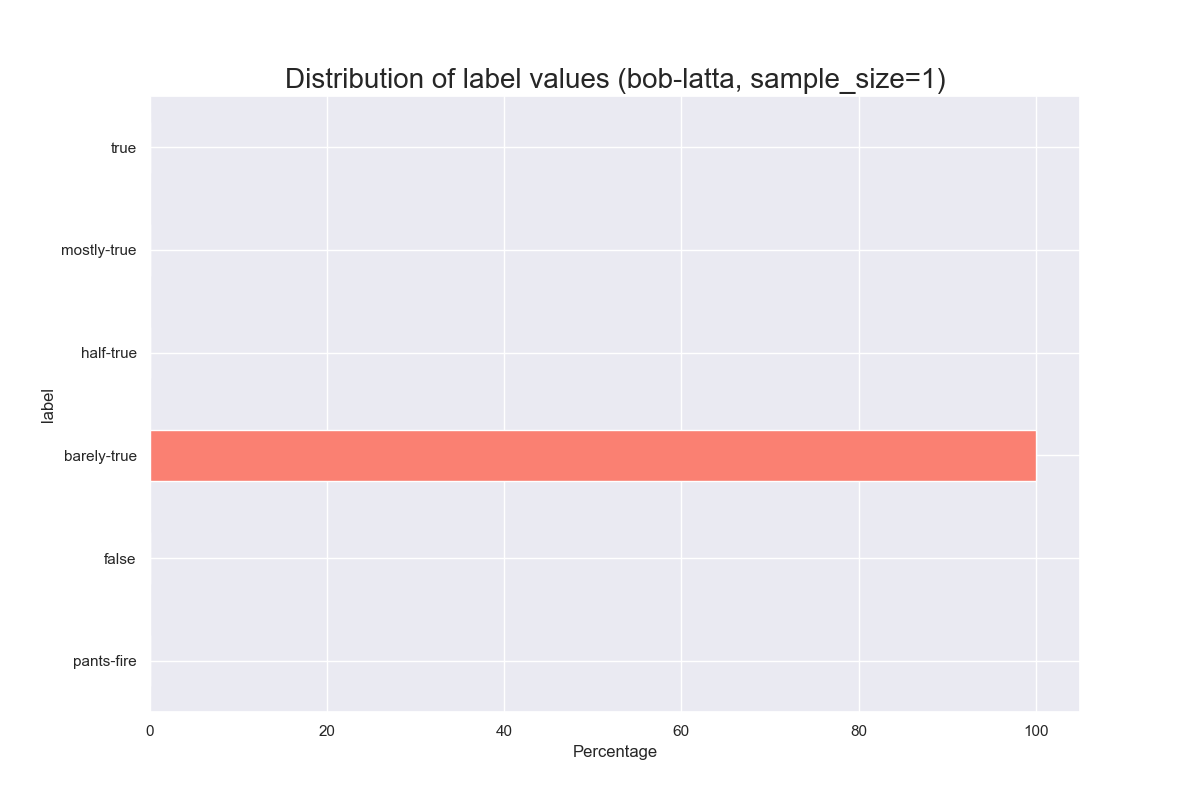 Distribution of label values (bob-latta, sample_size=1)
true
mostly-true
half-true
label
barely-true
false
pants-fire
0 20 40 60 80 100
Percentage